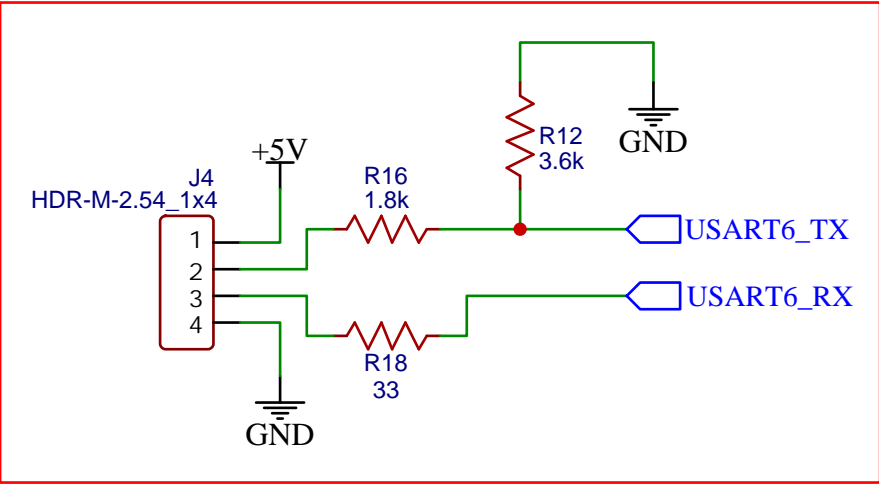 R12
3.6k
GND
+5V
J4
HDR-M-2.54_1x4
R16
1.8k
1
2
3
4
USART6_TX
USART6_RX
R18
33
GND